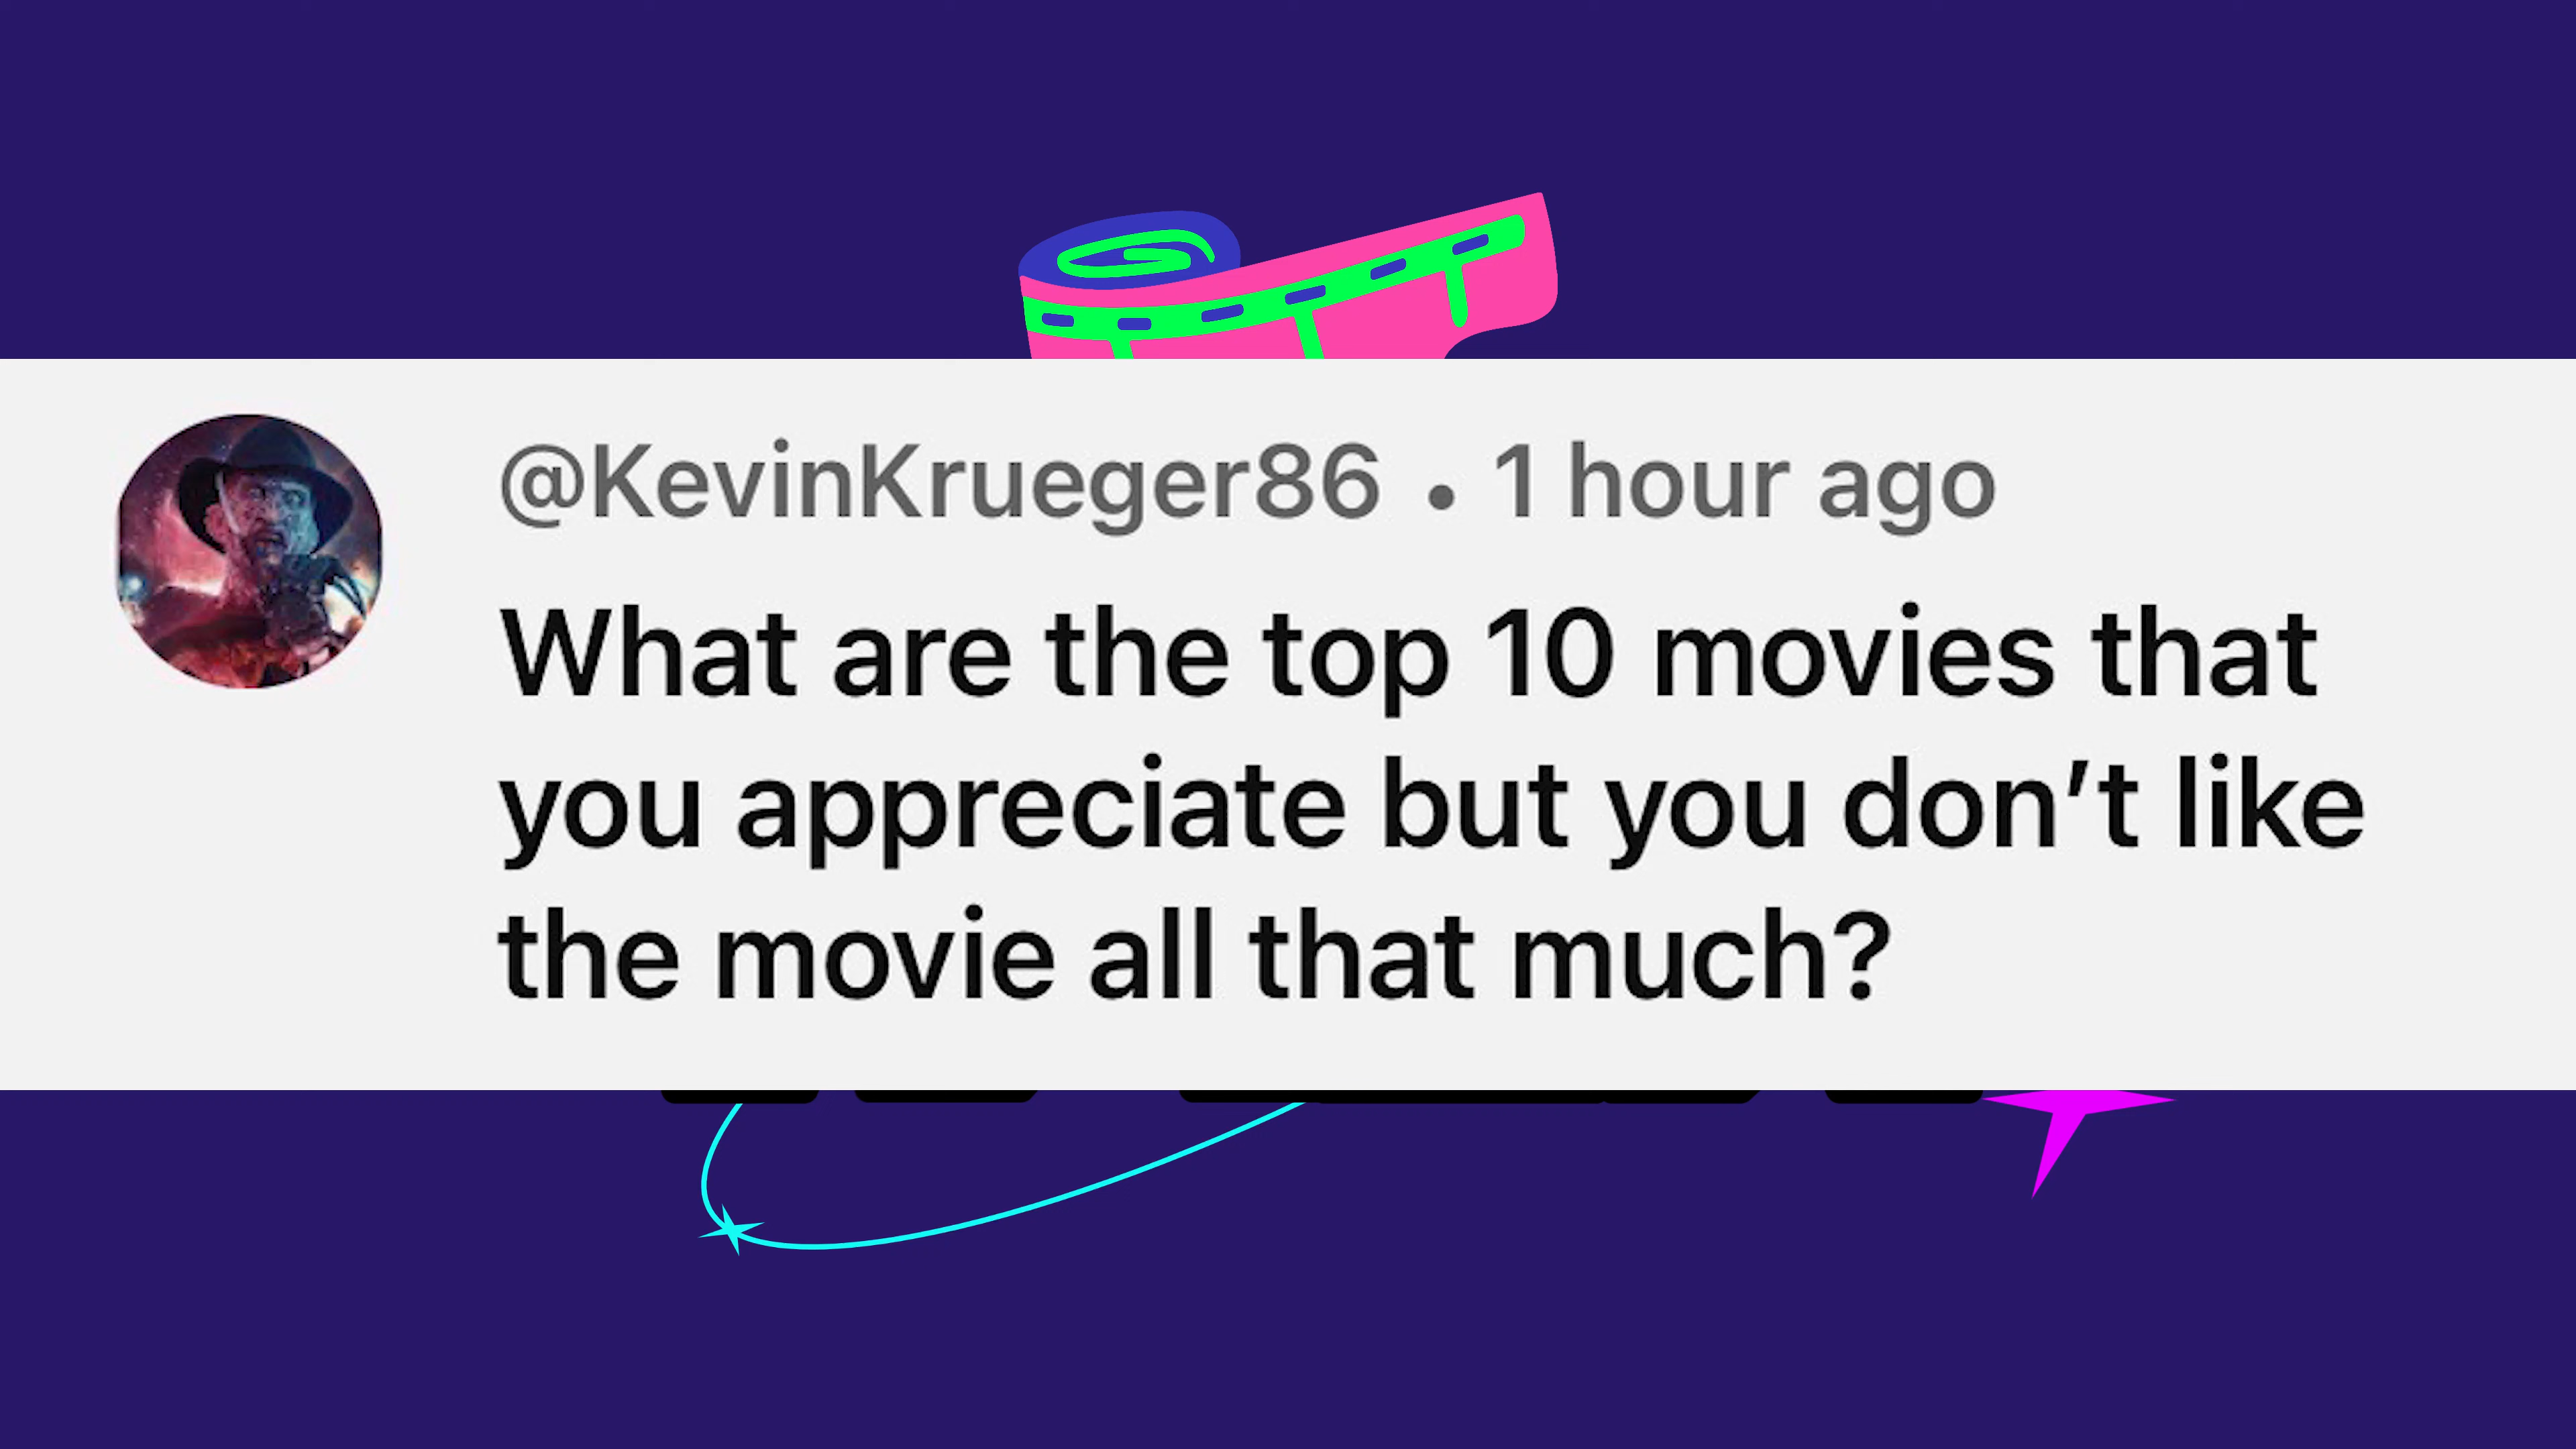 @KevinKrueger86 • 1 hour ago
What are the top 10 movies that
you appreciate but you don’t like
the movie all that much?